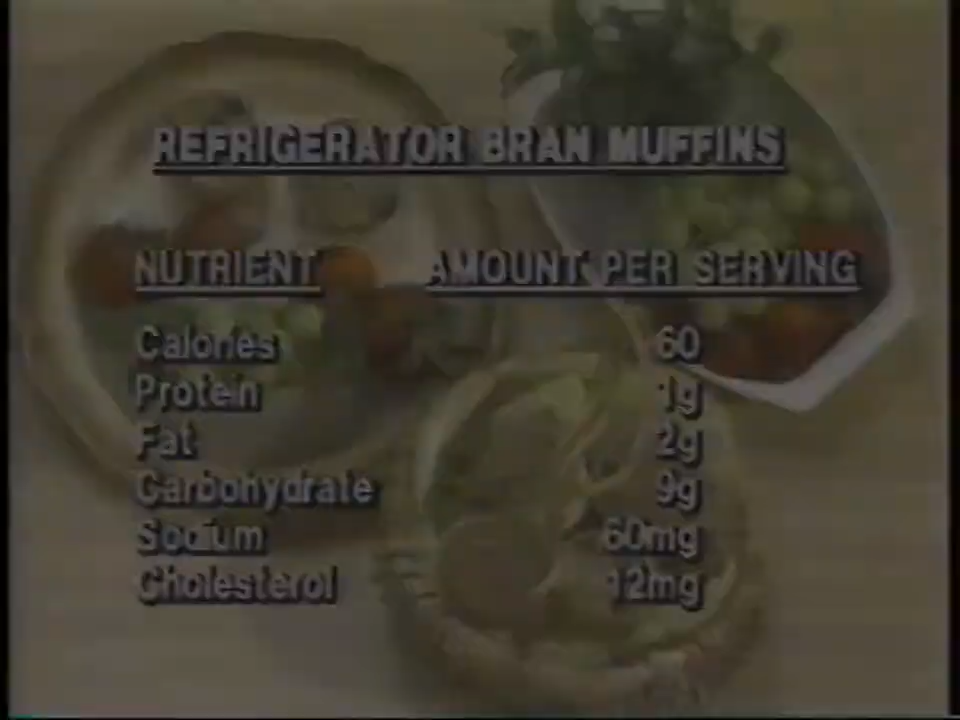 REFRIGERATOR BRAN MUFFINS
NUTRIENT AMOUNT PER SERVING
Calories 60
Protein 1g
Fat 2g
Carbohydrate 9g
Sodium 60mg
Cholesterol 12mg